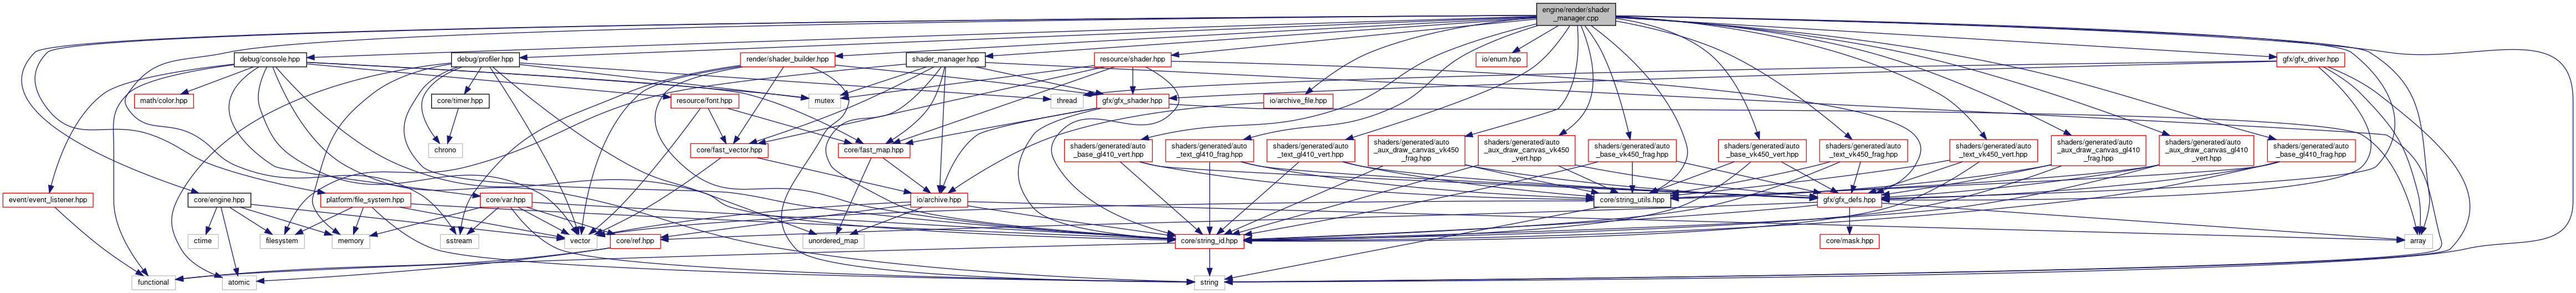 engine/render/shader
_manager.cpp
debug/console.hpp
debug/profiler.hpp
render/shader_builder.hpp
shader_manager.hpp
resource/shader.hpp
io/enum.hpp
gfx/gfx_driver.hpp
math/color.hpp
core/timer.hpp
resource/font.hpp
mutex
thread
gfx/gfx_shader.hpp
io/archive_file.hpp
chrono
core/fast_vector.hpp
core/fast_map.hpp
shaders/generated/auto
_base_gl410_vert.hpp
shaders/generated/auto
_text_gl410_frag.hpp
shaders/generated/auto
_text_gl410_vert.hpp
shaders/generated/auto
_aux_draw_canvas_vk450
_frag.hpp
shaders/generated/auto
_aux_draw_canvas_vk450
_vert.hpp
shaders/generated/auto
_base_vk450_frag.hpp
shaders/generated/auto
_base_vk450_vert.hpp
shaders/generated/auto
_text_vk450_frag.hpp
shaders/generated/auto
_text_vk450_vert.hpp
shaders/generated/auto
_aux_draw_canvas_gl410
_frag.hpp
shaders/generated/auto
_aux_draw_canvas_gl410
_vert.hpp
shaders/generated/auto
_base_gl410_frag.hpp
event/event_listener.hpp
core/engine.hpp
platform/file_system.hpp
core/var.hpp
io/archive.hpp
core/string_utils.hpp
gfx/gfx_defs.hpp
ctime
filesystem
memory
sstream
vector
core/ref.hpp
unordered_map
core/string_id.hpp
core/mask.hpp
array
functional
atomic
string